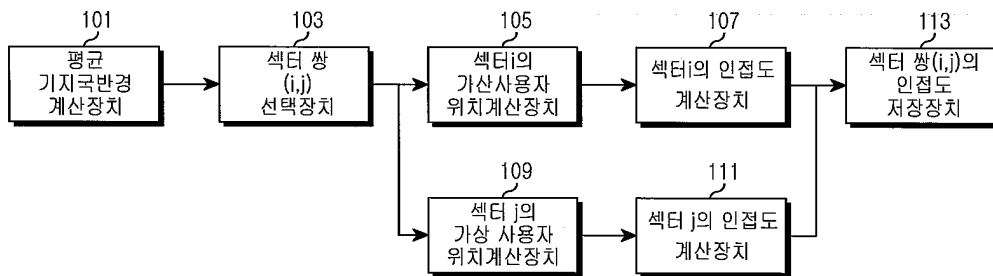 101
평균
기지국반경
계산장치
103
섹터 쌍
(i,j)
선택장치
105
섹터i의
가산사용자
위치계산장치
107
섹터i의 인접도
계산장치
113
섹터 쌍(i,j)의
인접도
저장장치
109
섹터 j의
가상 사용자
위치계산장치
111
섹터 j의 인접도
계산장치